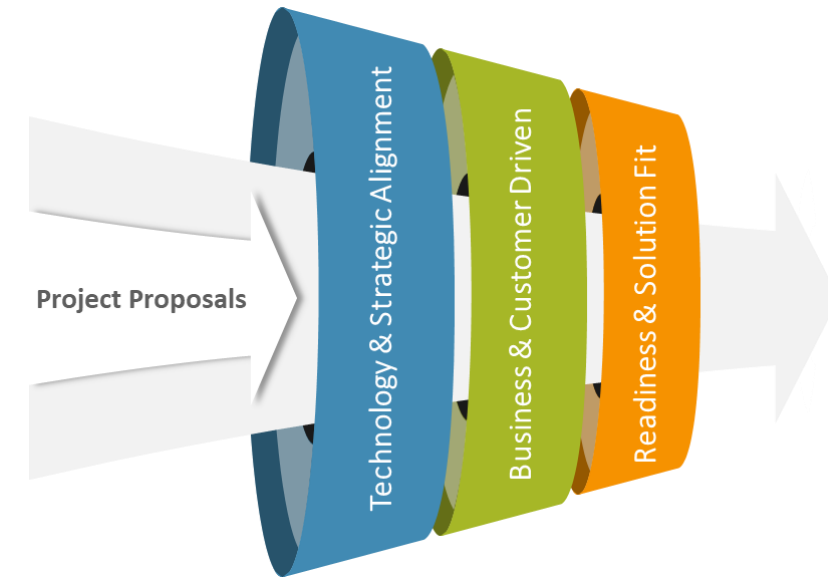 Project Proposals
Technology & Strategic Alignment
Business & Customer Driven
Readiness & Solution Fit